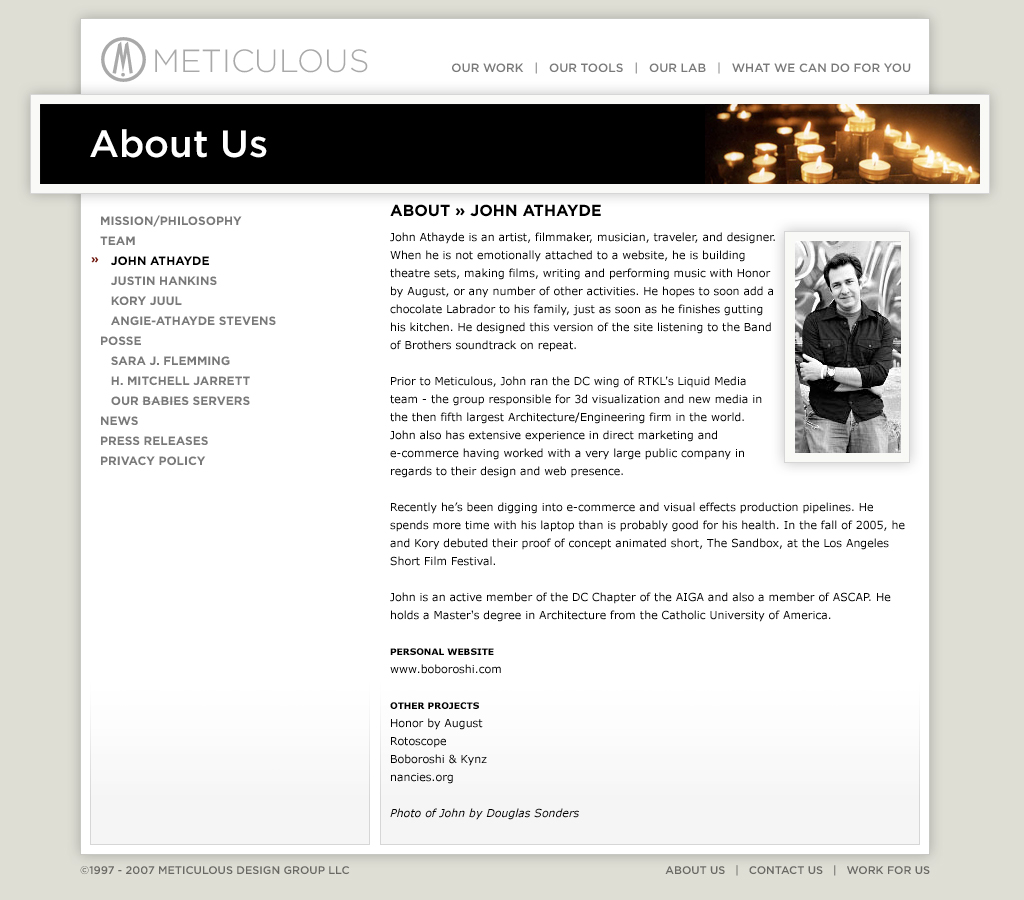 METICULOUS
OUR WORK | OUR TOOLS | OUR LAB | WHAT WE CAN DO FOR YOU
About Us
MISSION/PHILOSOPHY
TEAM
» JOHN ATHAYDE
JUSTIN HANKINS
KORY JUUL
ANGIE-ATHAYDE STEVENS
POSSE
SARA J. FLEMMING
H. MITCHELL JARRETT
OUR BABIES SERVERS
NEWS
PRESS RELEASES
PRIVACY POLICY
ABOUT » JOHN ATHAYDE
John Athayde is an artist, filmmaker, musician, traveler, and designer.
When he is not emotionally attached to a website, he is building
theatre sets, making films, writing and performing music with Honor
by August, or any number of other activities. He hopes to soon add a
chocolate Labrador to his family, just as soon as he finishes gutting
his kitchen. He designed this version of the site listening to the Band
of Brothers soundtrack on repeat.
Prior to Meticulous, John ran the DC wing of RTKL's Liquid Media
team - the group responsible for 3d visualization and new media in
the then fifth largest Architecture/Engineering firm in the world.
John also has extensive experience in direct marketing and
e-commerce having worked with a very large public company in
regards to their design and web presence.
Recently he’s been digging into e-commerce and visual effects production pipelines. He
spends more time with his laptop than is probably good for his health. In the fall of 2005, he
and Kory debuted their proof of concept animated short, The Sandbox, at the Los Angeles
Short Film Festival.
John is an active member of the DC Chapter of the AIGA and also a member of ASCAP. He
holds a Master's degree in Architecture from the Catholic University of America.
PERSONAL WEBSITE
www.boboroshi.com
OTHER PROJECTS
Honor by August
Rotoscope
Boboroshi & Kynz
nancies.org
Photo of John by Douglas Sonders
©1997 - 2007 METICULOUS DESIGN GROUP LLC
ABOUT US | CONTACT US | WORK FOR US